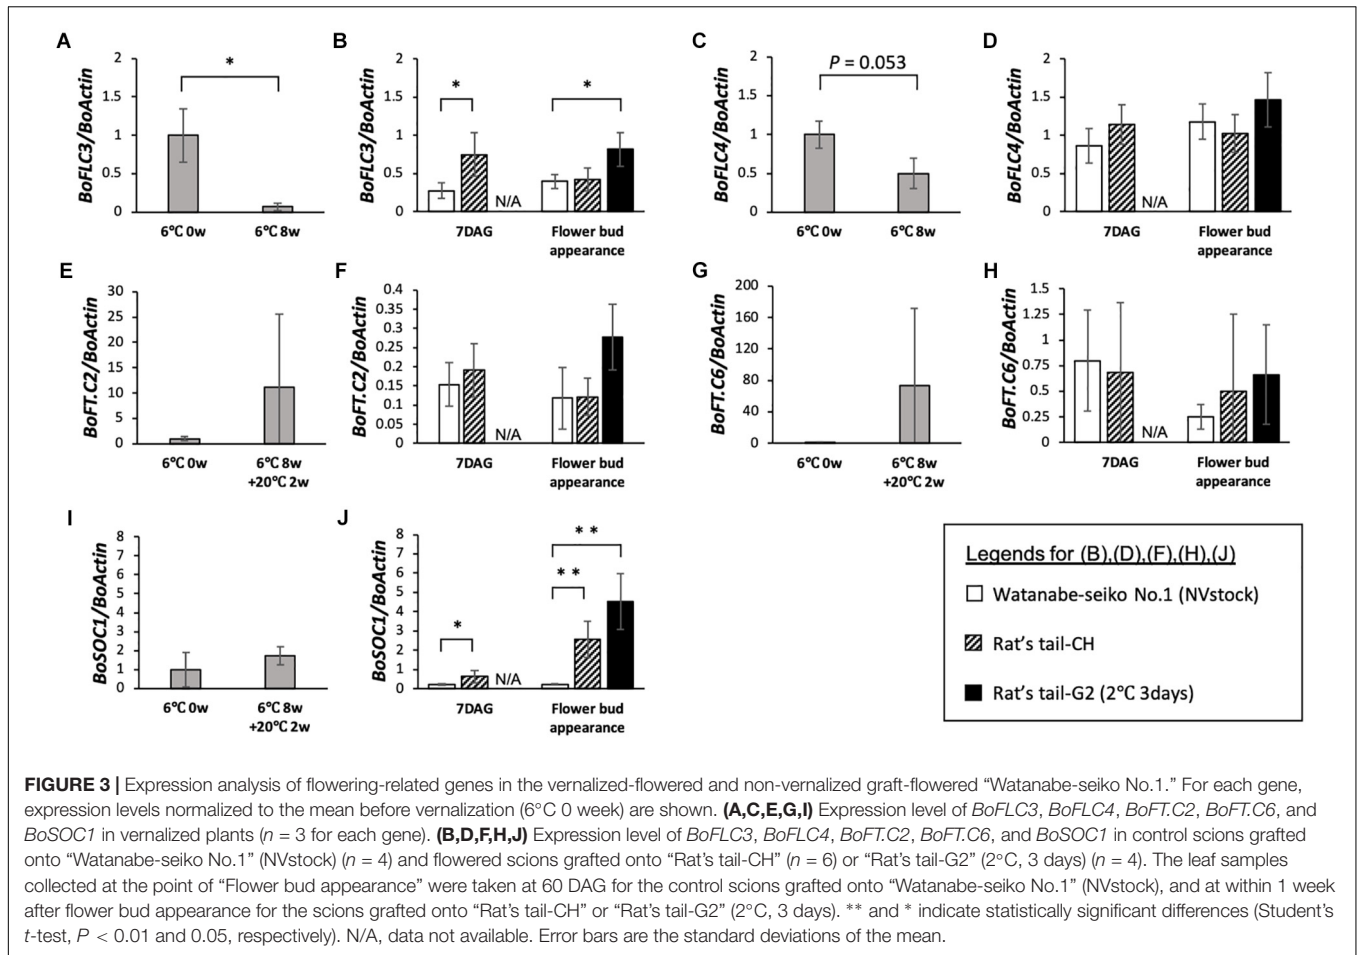 A
BoFLC3/BoActin
2
1.5
1
0.5
0
*
6°C 0w
6°C 8w
B
BoFLC3/BoActin
2
1.5
1
0.5
0
*
*
N/A
7DAG
Flower bud
appearance
C
BoFLC4/BoActin
2
1.5
1
0.5
0
P = 0.053
6°C 0w
6°C 8w
D
BoFLC4/BoActin
2
1.5
1
0.5
0
N/A
7DAG
Flower bud
appearance
E
BoFT.C2/BoActin
30
25
20
15
10
5
0
6°C 0w
6°C 8w
+20°C 2w
F
BoFT.C2/BoActin
0.4
0.35
0.3
0.25
0.2
0.15
0.1
0.05
0
N/A
7DAG
Flower bud
appearance
G
BoFT.C6/BoActin
200
160
120
80
40
0
6°C 0w
6°C 8w
+20°C 2w
H
BoFT.C6/BoActin
1.5
1.25
1
0.75
0.5
0.25
0
N/A
7DAG
Flower bud
appearance
I
BoSOC1/BoActin
8
7
6
5
4
3
2
1
0
6°C 0w
6°C 8w
+20°C 2w
J
BoSOC1/BoActin
8
7
6
5
4
3
2
1
0
*
**
**
N/A
7DAG
Flower bud
appearance
Legends for (B),(D),(F),(H),(J)
Watanabe-seiko No.1 (NVstock)
Rat's tail-CH
Rat's tail-G2 (2°C 3days)
FIGURE 3 | Expression analysis of flowering-related genes in the vernalized-flowered and non-vernalized graft-flowered “Watanabe-seiko No.1.” For each gene,
expression levels normalized to the mean before vernalization (6°C 0 week) are shown. (A,C,E,G,I) Expression level of BoFLC3, BoFLC4, BoFT.C2, BoFT.C6, and
BoSOC1 in vernalized plants (n = 3 for each gene). (B,D,F,H,J) Expression level of BoFLC3, BoFLC4, BoFT.C2, BoFT.C6, and BoSOC1 in control scions grafted
onto “Watanabe-seiko No.1” (NVstock) (n = 4) and flowered scions grafted onto “Rat’s tail-CH” (n = 6) or “Rat’s tail-G2” (2°C, 3 days) (n = 4). The leaf samples
collected at the point of “Flower bud appearance” were taken at 60 DAG for the control scions grafted onto “Watanabe-seiko No.1” (NVstock), and at within 1 week
after flower bud appearance for the scions grafted onto “Rat’s tail-CH” or “Rat’s tail-G2” (2°C, 3 days). ** and * indicate statistically significant differences (Student’s
t-test, P < 0.01 and 0.05, respectively). N/A, data not available. Error bars are the standard deviations of the mean.